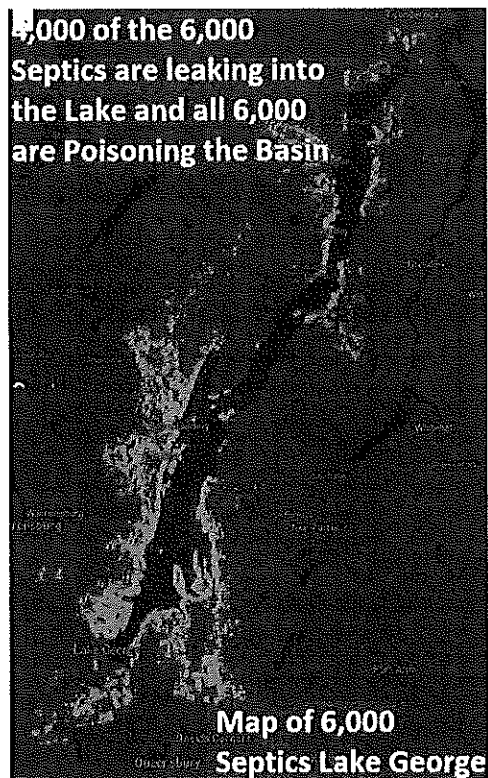 4,000 of the 6,000
Septics are leaking into
the Lake and all 6,000
are Poisoning the Basin
Queensbury
Map of 6,000
Septics Lake George